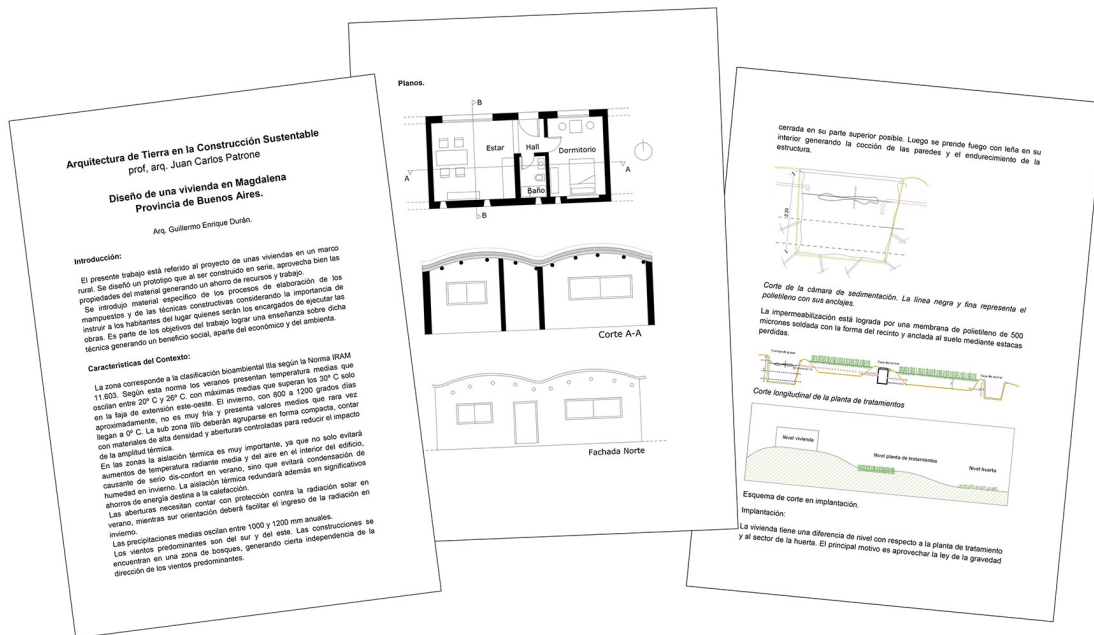 Arquitectura de Tierra en la Construcción Sustentable
prof, arq. Juan Carlos Patrone
Diseño de una vivienda en Magdalena
Provincia de Buenos Aires.
Arq. Guillermo Enrique Durán.
Introducción:
El presente trabajo está referido al proyecto de unas viviendas en un marco
rural. Se diseñó un prototipo que al ser construido en serie, aprovecha bien las
propiedades del material generando un ahorro de recursos y trabajo.
Se introdujo material específico de los procesos de elaboración de los
mampuestos y de las técnicas constructivas considerando la importancia de
instruir a los habitantes del lugar quienes serán los encargados de ejecutar las
obras. Es parte de los objetivos del trabajo lograr una enseñanza sobre dicha
técnica generando un beneficio social, aparte del económico y del ambienta.
Características del Contexto:
La zona corresponde a la clasificación bioambiental IIIa según la Norma IRAM
11.603. Según esta norma los veranos presentan temperatura medias que
oscilan entre 20º C y 26º C. con máximas medias que superan los 30º C solo
en la faja de extensión este-oeste. El invierno, con 800 a 1200 grados días
aproximadamente, no es muy fría y presenta valores medios que rara vez
llegan a 0º C. La sub zona IIIb deberán agruparse en forma compacta, contar
con materiales de alta densidad y aberturas controladas para reducir el impacto
de la amplitud térmica.
En las zonas la aislación térmica es muy importante, ya que no solo evitará
aumentos de temperatura radiante media y del aire en el interior del edificio,
causante de serio dis-confort en verano, sino que evitará condensación de
humedad en invierno. La aislación térmica redundará además en significativos
ahorros de energía destina a la calefacción.
Las aberturas necesitan contar con protección contra la radiación solar en
verano, mientras sur orientación deberá facilitar el ingreso de la radiación en
invierno.
Las precipitaciones medias oscilan entre 1000 y 1200 mm anuales.
Los vientos predominantes son del sur y del este. Las construcciones se
encuentran en una zona de bosques, generando cierta independencia de la
dirección de los vientos predominantes.
Planos.
B
Estar
Hall
Dormitorio
A
A
Baño
B
Corte A-A
Fachada Norte
cerrada en su parte superior posible. Luego se prende fuego con leña en su
interior generando la cocción de las paredes y el endurecimiento de la
estructura.
Corte de la cámara de sedimentación. La línea negra y fina representa el
polietileno con sus anclajes.
La impermeabilización está lograda por una membrana de polietileno de 500
micrones soldada con la forma del recinto y anclada al suelo mediante estacas
perdidas.
Corte longitudinal de la planta de tratamientos
Nivel vivienda
Nivel planta de tratamientos
Nivel huerta
Esquema de corte en implantación.
Implantación:
La vivienda tiene una diferencia de nivel con respecto a la planta de tratamiento
y al sector de la huerta. El principal motivo es aprovechar la ley de la gravedad